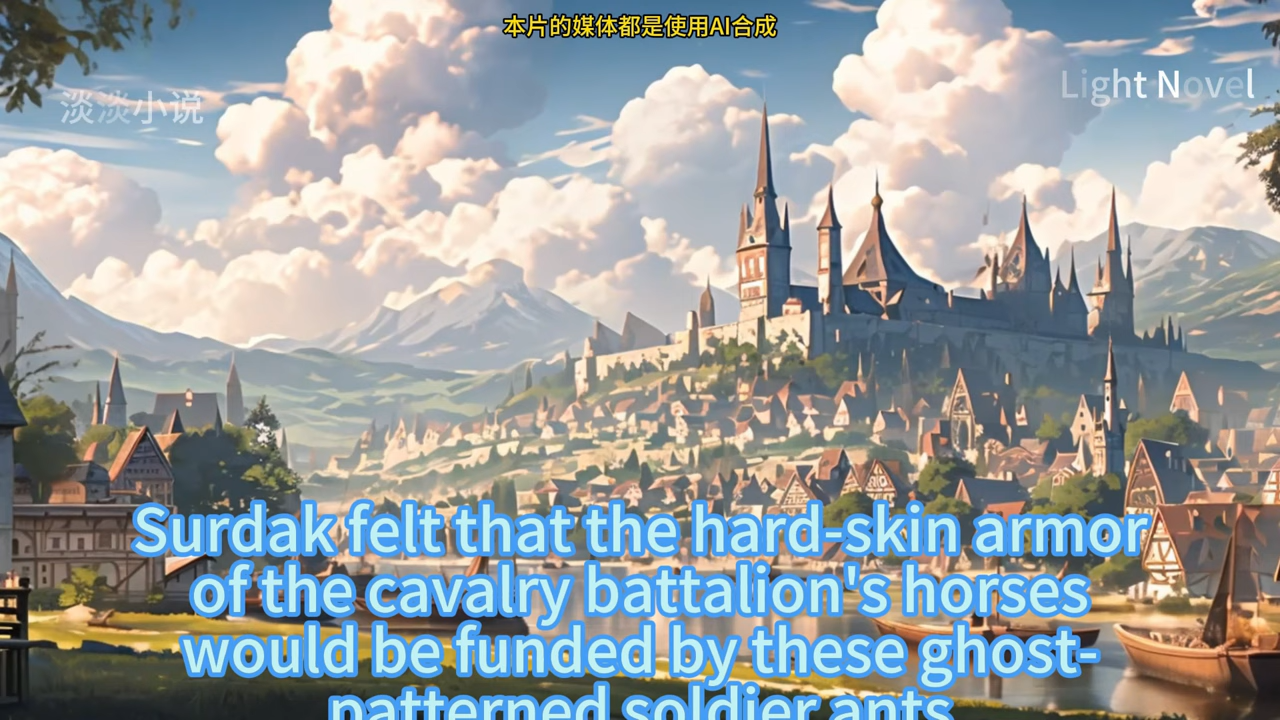 本片的媒体都是使用AI合成
淡淡小说
Light Novel
Surdak felt that the hard-skin armor
of the cavalry battalion's horses
would be funded by these ghost-
patterned soldier ants